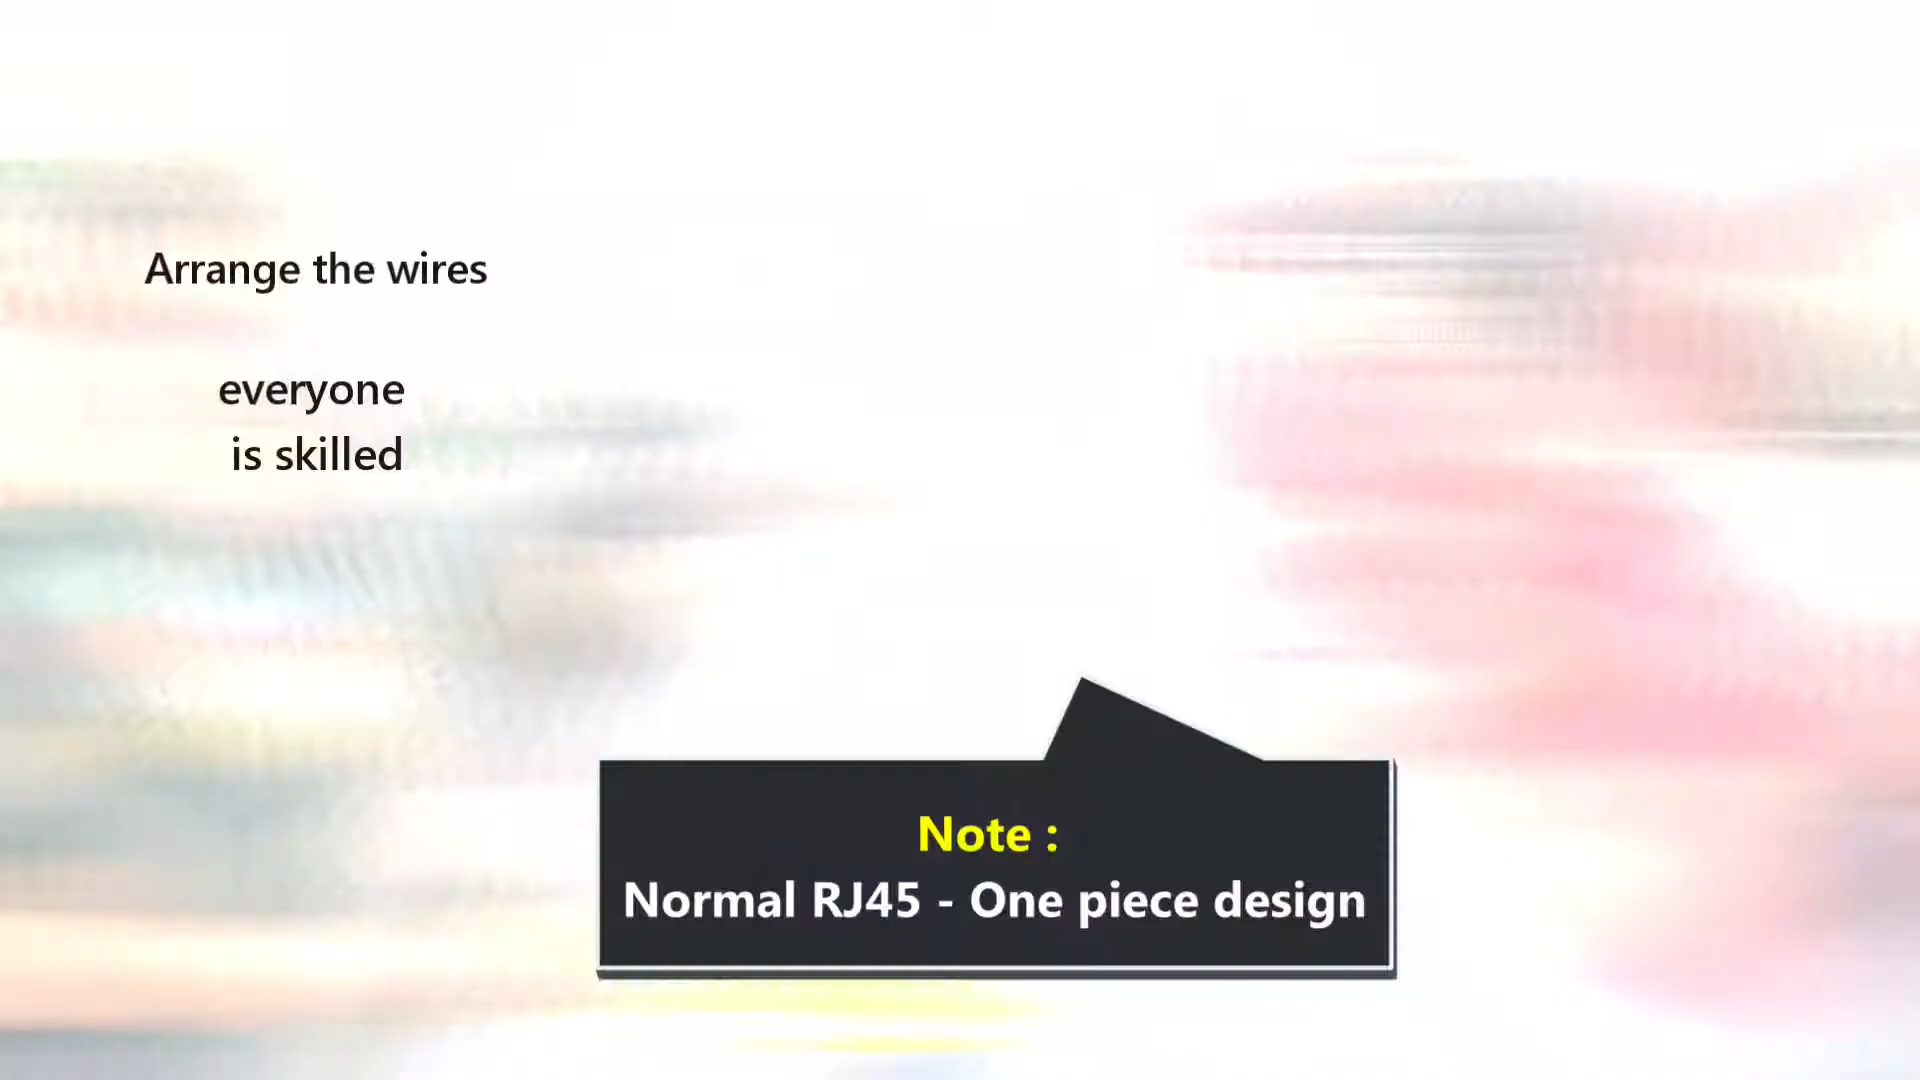 Arrange the wires
everyone
is skilled
Note :
Normal RJ45 - One piece design